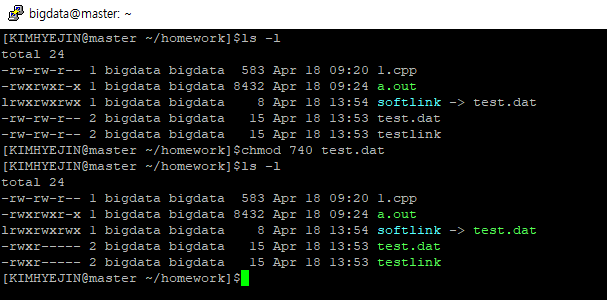 bigdata@master: ~
[KIMHYEJIN@master ~/homework]$ls -l
total 24
-rw-rw-r-- 1 bigdata bigdata  583 Apr 18 09:20 1.cpp
-rwxrwxr-x 1 bigdata bigdata 8432 Apr 18 09:24 a.out
lrwxrwxrwx 1 bigdata bigdata    8 Apr 18 13:54 softlink -> test.dat
-rw-rw-r-- 2 bigdata bigdata   15 Apr 18 13:53 test.dat
-rw-rw-r-- 2 bigdata bigdata   15 Apr 18 13:53 testlink
[KIMHYEJIN@master ~/homework]$chmod 740 test.dat
[KIMHYEJIN@master ~/homework]$ls -l
total 24
-rw-rw-r-- 1 bigdata bigdata  583 Apr 18 09:20 1.cpp
-rwxrwxr-x 1 bigdata bigdata 8432 Apr 18 09:24 a.out
lrwxrwxrwx 1 bigdata bigdata    8 Apr 18 13:54 softlink -> test.dat
-rwxr----- 2 bigdata bigdata   15 Apr 18 13:53 test.dat
-rwxr----- 2 bigdata bigdata   15 Apr 18 13:53 testlink
[KIMHYEJIN@master ~/homework]$